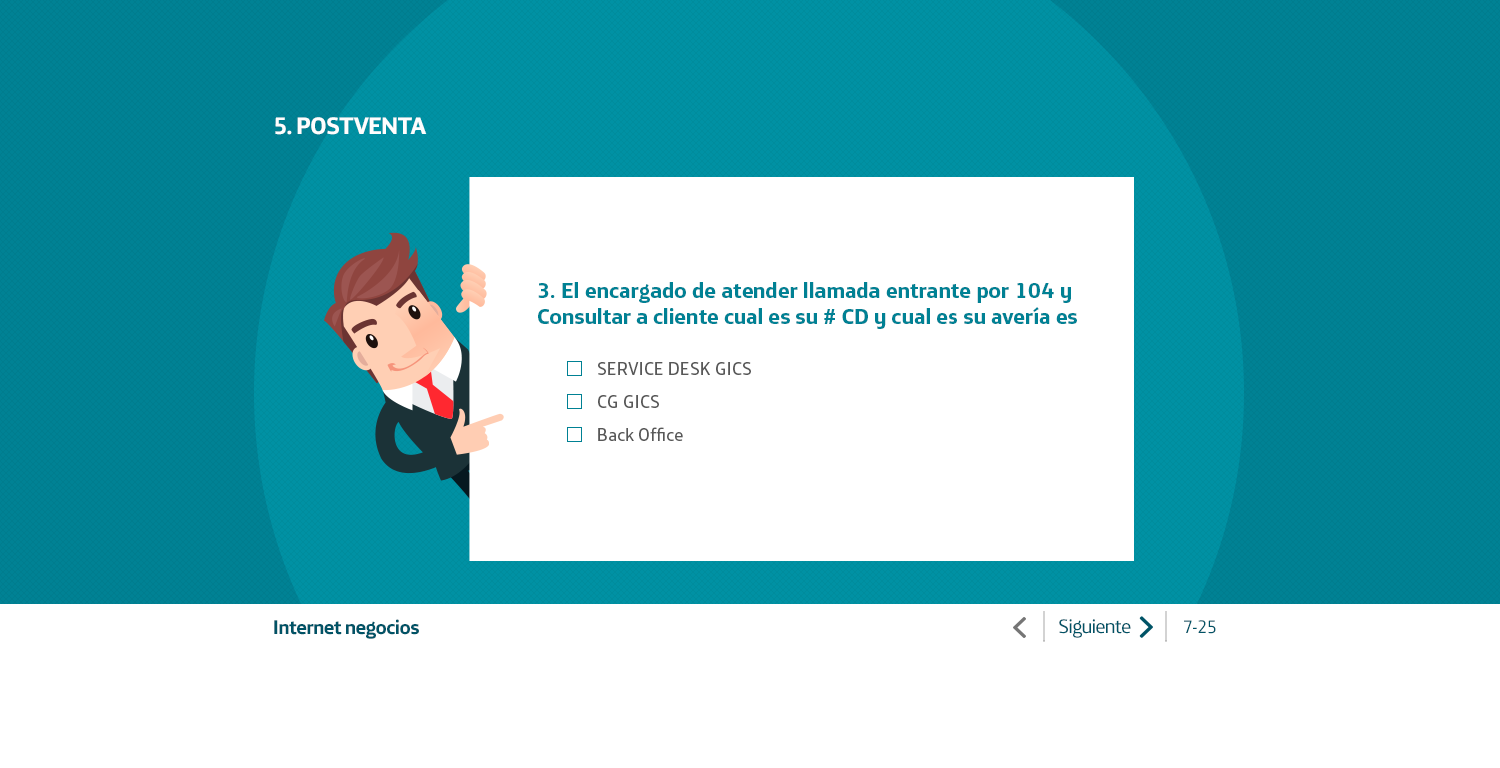 5. POSTVENTA
3. El encargado de atender llamada entrante por 104 y
Consultar a cliente cual es su # CD y cual es su avería es
SERVICE DESK GICS
CG GICS
Back Office
Internet negocios
Siguiente
7-25